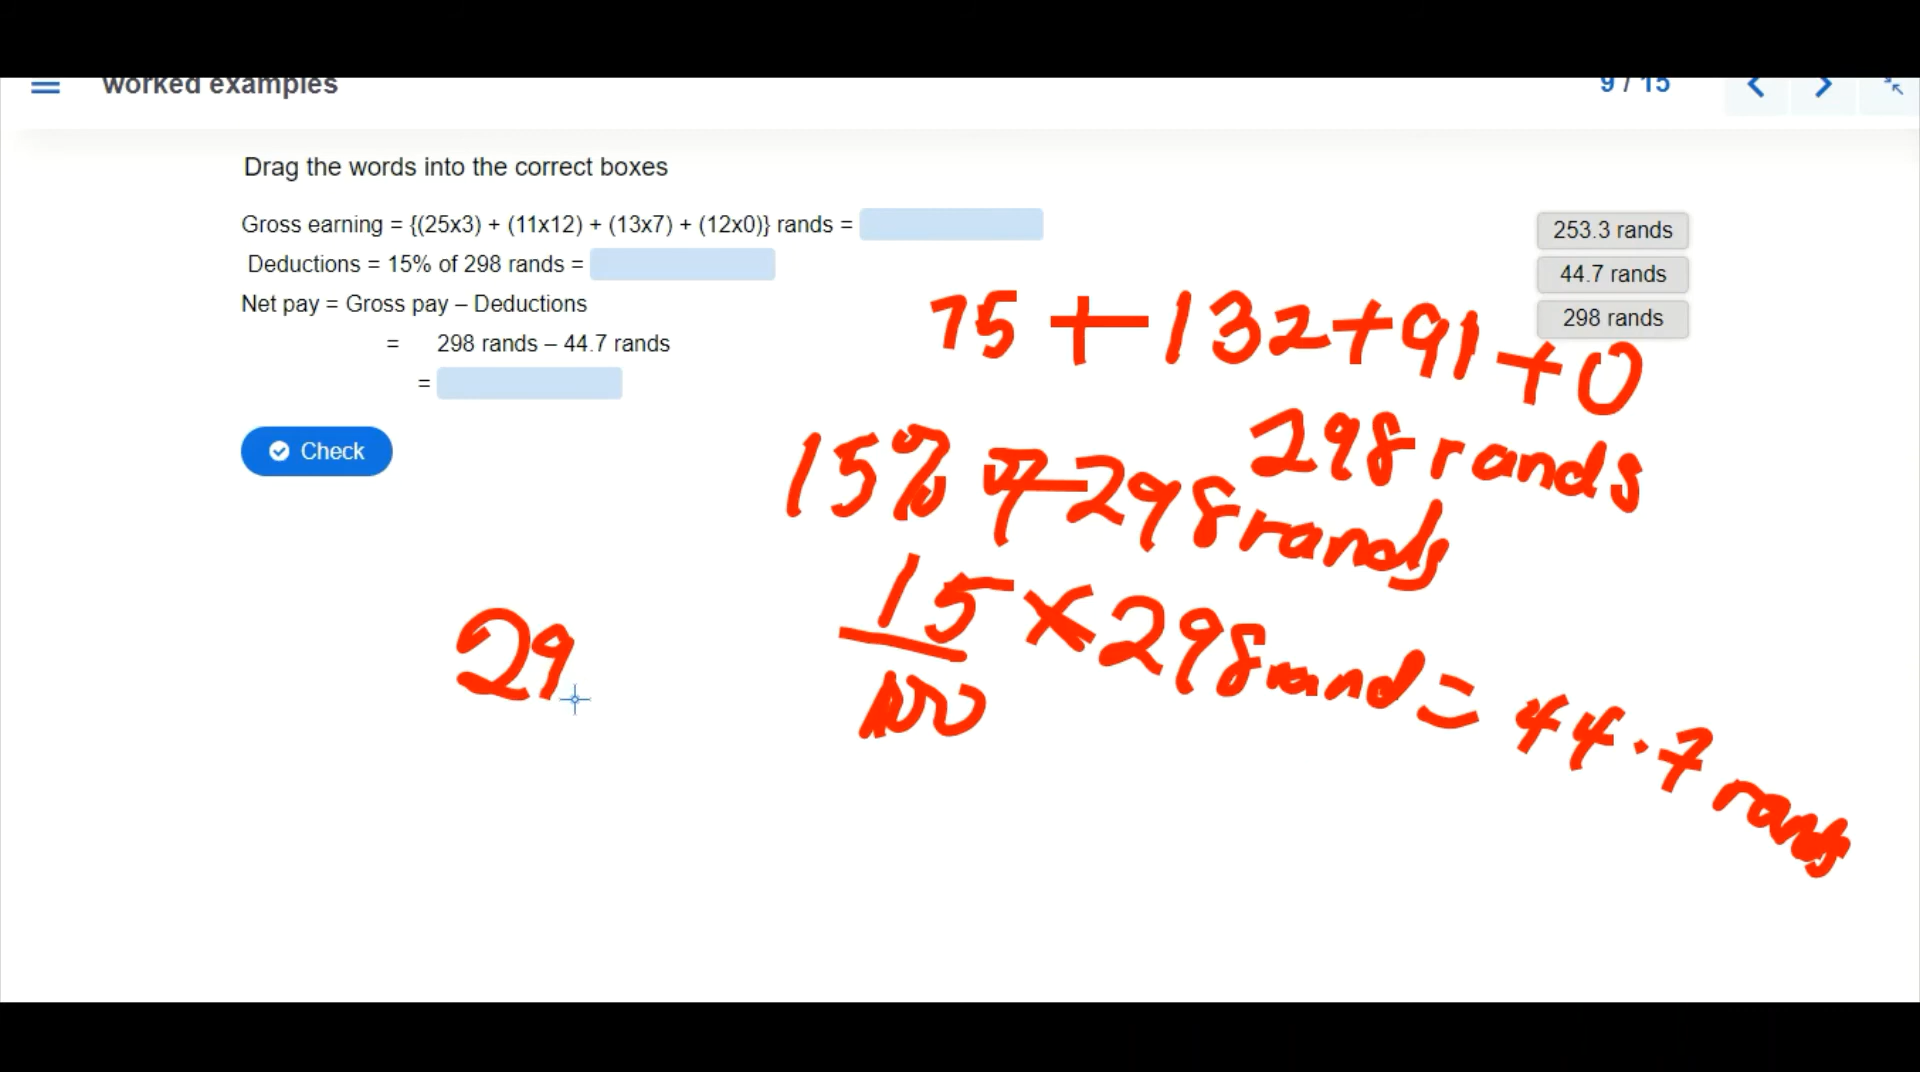 worked examples
9 / 15
Drag the words into the correct boxes
Gross earning = {(25x3) + (11x12) + (13x7) + (12x0)} rands =
Deductions = 15% of 298 rands =
Net pay = Gross pay – Deductions
= 298 rands – 44.7 rands
=
Check
253.3 rands
44.7 rands
298 rands
75 + 132 + 91 + 0
298 rands
15% of 298 rands
15
100
× 298 rand = 44.7 rands
29